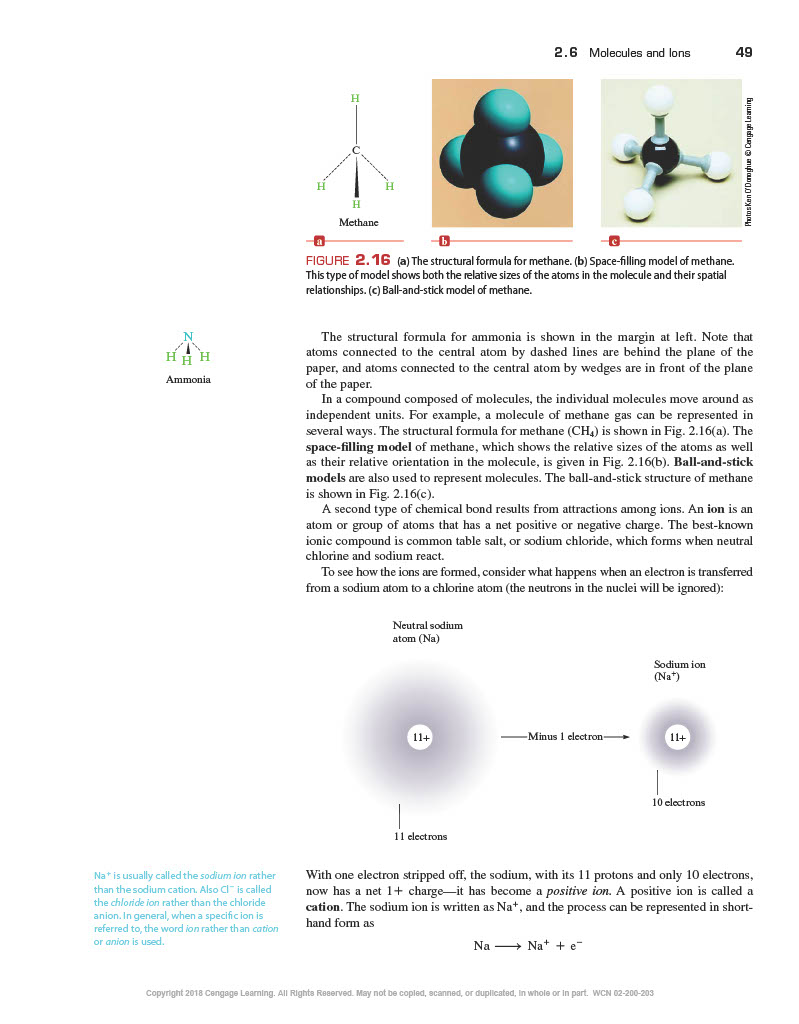 2.6 Molecules and Ions 49
H
C
H H
H
Methane
Photos Ken O'Donoghue © Cengage Learning
a b c
FIGURE 2.16 (a) The structural formula for methane. (b) Space-filling model of methane.
This type of model shows both the relative sizes of the atoms in the molecule and their spatial
relationships. (c) Ball-and-stick model of methane.
N
H H H
Ammonia
The structural formula for ammonia is shown in the margin at left. Note that
atoms connected to the central atom by dashed lines are behind the plane of the
paper, and atoms connected to the central atom by wedges are in front of the plane
of the paper.
In a compound composed of molecules, the individual molecules move around as
independent units. For example, a molecule of methane gas can be represented in
several ways. The structural formula for methane (CH₄) is shown in Fig. 2.16(a). The
space-filling model of methane, which shows the relative sizes of the atoms as well
as their relative orientation in the molecule, is given in Fig. 2.16(b). Ball-and-stick
models are also used to represent molecules. The ball-and-stick structure of methane
is shown in Fig. 2.16(c).
A second type of chemical bond results from attractions among ions. An ion is an
atom or group of atoms that has a net positive or negative charge. The best-known
ionic compound is common table salt, or sodium chloride, which forms when neutral
chlorine and sodium react.
To see how the ions are formed, consider what happens when an electron is transferred
from a sodium atom to a chlorine atom (the neutrons in the nuclei will be ignored):
Neutral sodium
atom (Na)
Sodium ion
(Na⁺)
11+
Minus 1 electron
11+
10 electrons
11 electrons
Na⁺ is usually called the sodium ion rather
than the sodium cation. Also Cl⁻ is called
the chloride ion rather than the chloride
anion. In general, when a specific ion is
referred to, the word ion rather than cation
or anion is used.
With one electron stripped off, the sodium, with its 11 protons and only 10 electrons,
now has a net 1+ charge—it has become a positive ion. A positive ion is called a
cation. The sodium ion is written as Na⁺, and the process can be represented in short-
hand form as
Na ⟶ Na⁺ + e⁻
Copyright 2018 Cengage Learning. All Rights Reserved. May not be copied, scanned, or duplicated, in whole or in part. WCN 02-200-203